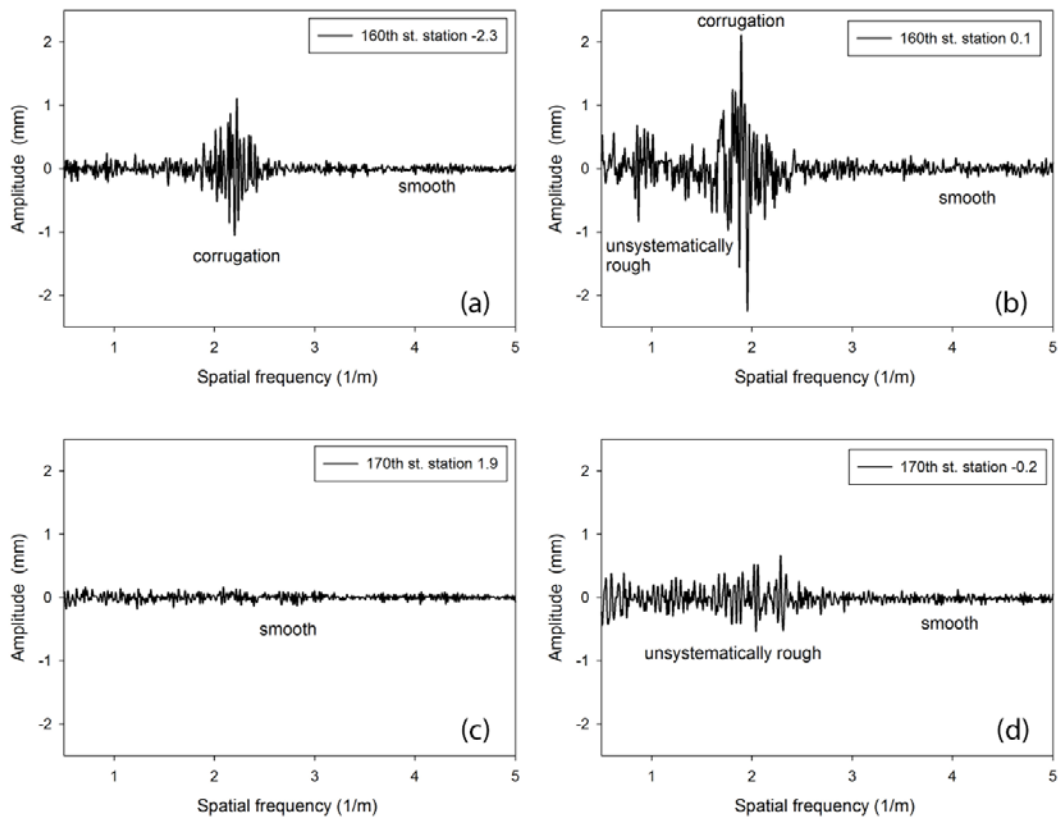 160th st. station -2.3
2
1
0
-1
-2
Amplitude (mm)
smooth
corrugation
(a)
1 2 3 4 5
Spatial frequency (1/m)
corrugation
160th st. station 0.1
2
1
0
-1
-2
Amplitude (mm)
smooth
unsystematically
rough
(b)
1 2 3 4 5
Spatial frequency (1/m)
170th st. station 1.9
2
1
0
-1
-2
Amplitude (mm)
smooth
(c)
1 2 3 4 5
Spatial frequency (1/m)
170th st. station -0.2
2
1
0
-1
-2
Amplitude (mm)
smooth
unsystematically rough
(d)
1 2 3 4 5
Spatial frequency (1/m)